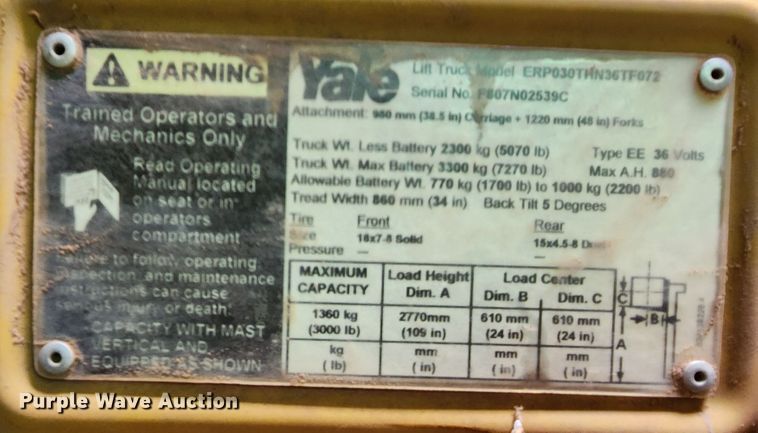 WARNING
Trained Operators and
Mechanics Only
Read Operating
Manual located
on seat or in
operators
compartment
to follow operating
inspection and maintenance
instructions can cause
serious injury or death.
CAPACITY WITH MAST
VERTICAL AND
EQUIPPED AS SHOWN
Yale
Lift Truck Model ERP030THN36TF072
Serial No. F807N02539C
Attachment: 980 mm (38.5 in) Carriage + 1220 mm (48 in) Forks
Truck Wt. Less Battery 2300 kg (5070 lb) Type EE 36 Volts
Truck Wt. Max Battery 3300 kg (7270 lb) Max A.H. 880
Allowable Battery Wt. 770 kg (1700 lb) to 1000 kg (2200 lb)
Tread Width 860 mm (34 in) Back Tilt 5 Degrees
Tire Front Rear
Size 18x7-8 Solid 15x4.5-8
Pressure — —
MAXIMUM CAPACITY Load Height Dim. A Load Center Dim. B Dim. C
1360 kg 2770mm 610 mm 610 mm
(3000 lb) (109 in) (24 in) (24 in)
kg mm mm mm
(lb) (in) (in) (in)
C
B
A
Purple Wave Auction